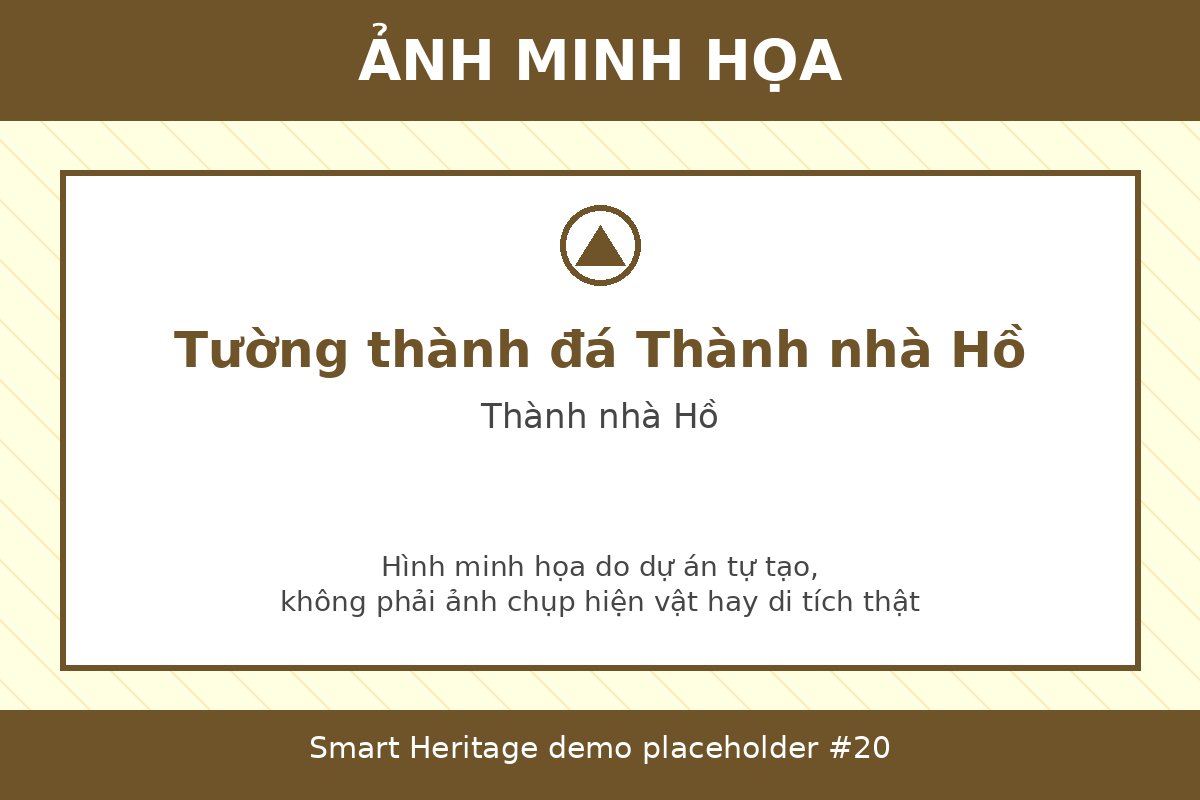 ẢNH MINH HỌA
Tường thành đá Thành nhà Hồ
Thành nhà Hồ
Hình minh họa do dự án tự tạo,
không phải ảnh chụp hiện vật hay di tích thật
Smart Heritage demo placeholder #20